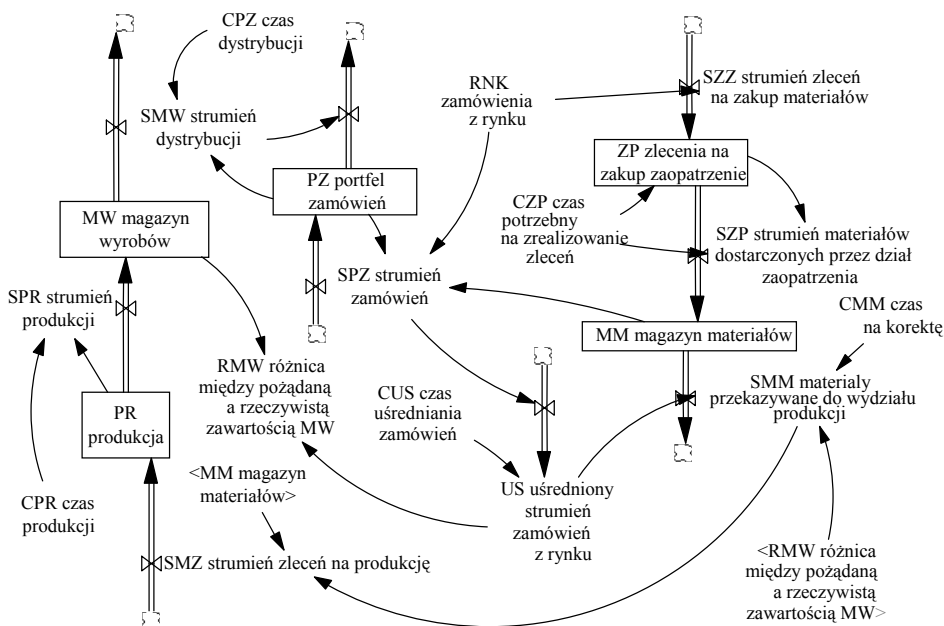 CPZ czas
dystrybucji
SMW strumień
dystrybucji
RNK
zamówienia
z rynku
SZZ strumień zleceń
na zakup materiałów
ZP zlecenia na
zakup zaopatrzenie
PZ portfel
zamówień
MW magazyn
wyrobów
CZP czas
potrzebny
na zrealizowanie
zleceń
SZP strumień materiałów
dostarczonych przez dział
zaopatrzenia
SPZ strumień
zamówień
SPR strumień
produkcji
MM magazyn materiałów
CMM czas
na korektę
RMW różnica
między pożądaną
a rzeczywistą
zawartością MW
CUS czas
uśredniania
zamówień
SMM materialy
przekazywane do wydziału
produkcji
PR
produkcja
<MM magazyn
materiałów>
CPR czas
produkcji
US uśredniony
strumień
zamówień
z rynku
SMZ strumień zleceń na produkcję
<RMW różnica
między pożądaną
a rzeczywistą
zawartością MW>